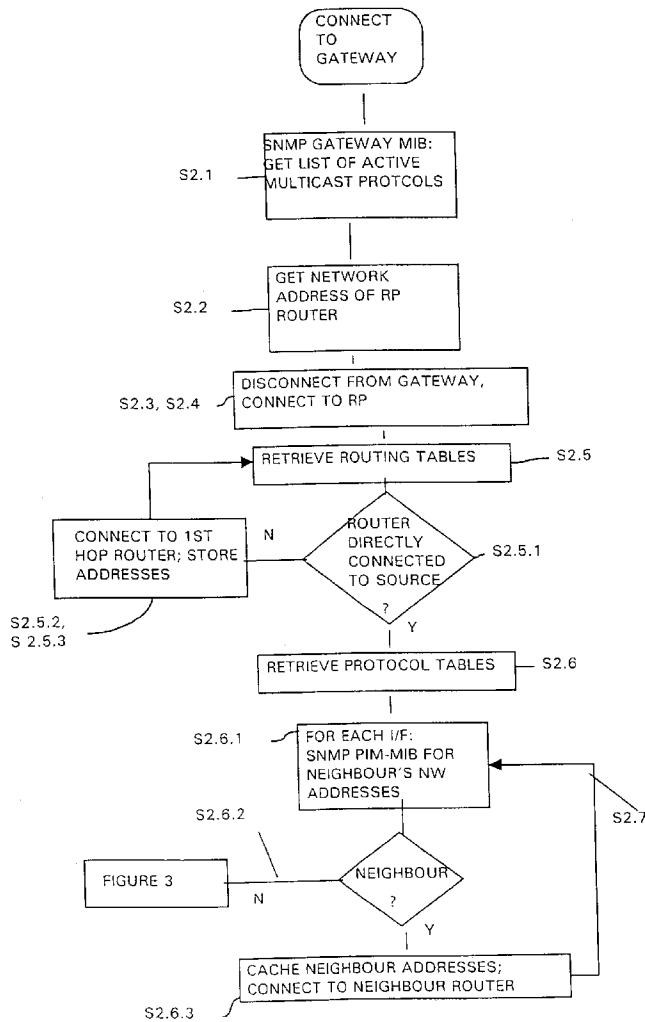 CONNECT
TO
GATEWAY
SNMP GATEWAY MIB:
GET LIST OF ACTIVE
MULTICAST PROTCOLS
S2.1
GET NETWORK
ADDRESS OF RP
ROUTER
S2.2
DISCONNECT FROM GATEWAY,
CONNECT TO RP
S2.3, S2.4
RETRIEVE ROUTING TABLES
S2.5
ROUTER
DIRECTLY
CONNECTED
TO SOURCE
?
S2.5.1
N
CONNECT TO 1ST
HOP ROUTER; STORE
ADDRESSES
S2.5.2,
S 2.5.3
Y
RETRIEVE PROTOCOL TABLES
S2.6
S2.6.1
FOR EACH I/F:
SNMP PIM-MIB FOR
NEIGHBOUR'S NW
ADDRESSES
S2.7
S2.6.2
NEIGHBOUR
?
N
FIGURE 3
Y
CACHE NEIGHBOUR ADDRESSES;
CONNECT TO NEIGHBOUR ROUTER
S2.6.3